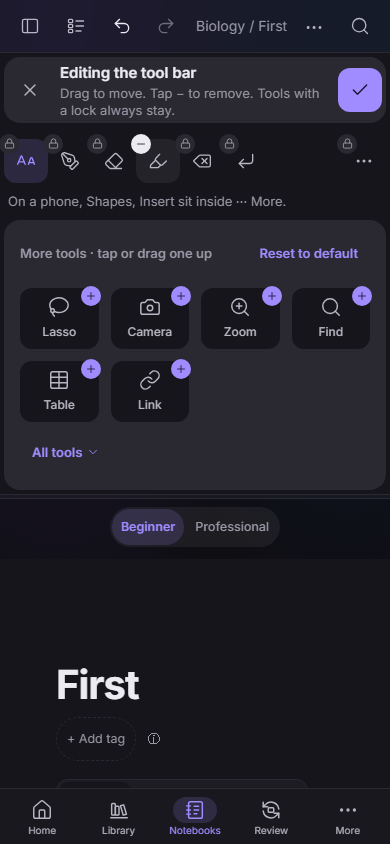 Biology / First
Editing the tool bar
Drag to move. Tap − to remove. Tools with
a lock always stay.
AA
On a phone, Shapes, Insert sit inside ··· More.
More tools · tap or drag one up
Reset to default
Lasso
Camera
Zoom
Find
Table
Link
All tools
Beginner
Professional
First
+ Add tag
Home
Library
Notebooks
Review
More